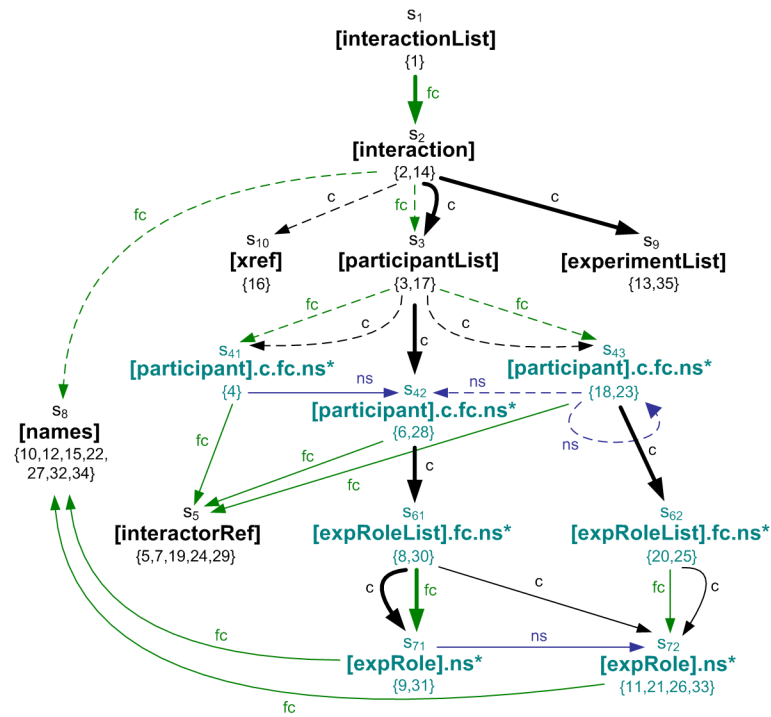 s1
[interactionList]
{1}
fc
s2
[interaction]
{2,14}
fc
c
fc
c
c
s10
[xref]
{16}
s3
[participantList]
{3,17}
s9
[experimentList]
{13,35}
fc
c
c
c
fc
s41
[participant].c.fc.ns*
{4}
s43
[participant].c.fc.ns*
{18,23}
ns
ns
s42
[participant].c.fc.ns*
{6,28}
ns
s8
[names]
{10,12,15,22,
27,32,34}
fc
fc
fc
c
c
s5
[interactorRef]
{5,7,19,24,29}
s61
[expRoleList].fc.ns*
{8,30}
s62
[expRoleList].fc.ns*
{20,25}
c
fc
c
fc
c
fc
s71
[expRole].ns*
{9,31}
ns
s72
[expRole].ns*
{11,21,26,33}
fc